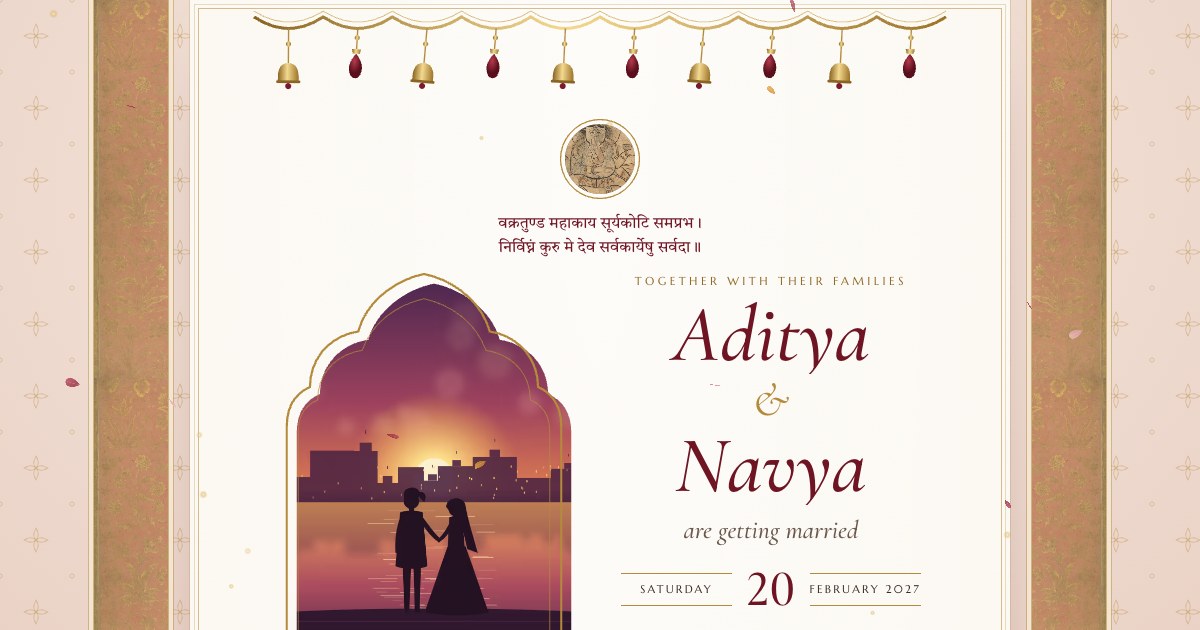 वक्रतुण्ड महाकाय सूर्यकोटि समप्रभ।
निर्विघ्नं कुरु मे देव सर्वकार्येषु सर्वदा॥
TOGETHER WITH THEIR FAMILIES
Aditya
&
Navya
are getting married
SATURDAY 20 FEBRUARY 2027